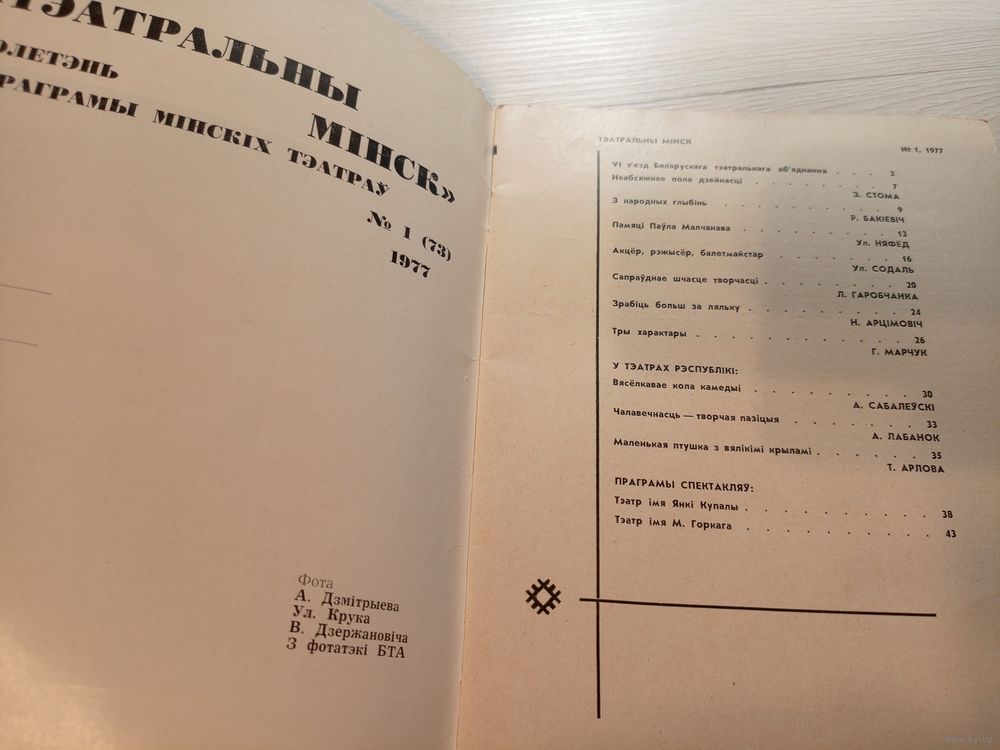 ТЭАТРАЛЬНЫ
МІНСК»
ПРАГРАМЫ МІНСКІХ ТЭАТРАЎ
№ 1 (73)
1977
Фота
А. Дзмітрыева
Ул. Крука
В. Дзержановіча
З фотатэкі БТА
ТЭАТРАЛЬНЫ МІНСК
№ 1, 1977
VI з'езд Беларускага тэатральнага аб'яднання . . . 2
Неабсяжнае поле дзейнасці . . . . . . . . 7
З. СТОМА
З народных глыбінь . . . . . . . . . . 9
Р. БАКІЕВІЧ
Памяці Паўла Малчанава . . . . . . . . . 13
Ул. НЯФЕД
Акцёр, рэжысёр, балетмайстар . . . . . . . 16
Ул. СОДАЛЬ
Сапраўднае шчасце творчасці . . . . . . . . 20
Л. ГАРОБЧАНКА
Зрабіць больш за ляльку . . . . . . . . . 24
Н. АРЦІМОВІЧ
Тры характары . . . . . . . . . . . 26
Г. МАРЧУК
У ТЭАТРАХ РЭСПУБЛІКІ:
Вясёлкавае кола камедыі . . . . . . . . . 30
А. САБАЛЕЎСКІ
Чалавечнасць — творчая пазіцыя . . . . . . . 33
А. ЛАБАНОК
Маленькая птушка з вялікімі крыламі . . . . . . 35
Т. АРЛОВА
ПРАГРАМЫ СПЕКТАКЛЯЎ:
Тэатр імя Янкі Купалы . . . . . . . . . . 38
Тэатр імя М. Горкага . . . . . . . . . . 43
www.ay.by